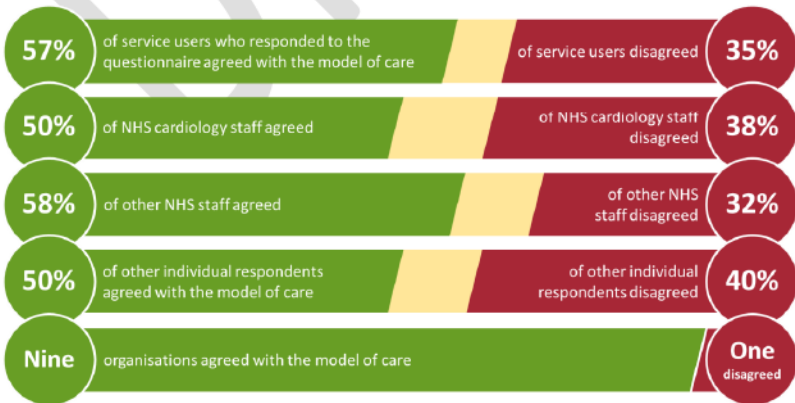 57%
of service users who responded to the
questionnaire agreed with the model of care
of service users disagreed
35%
50%
of NHS cardiology staff agreed
of NHS cardiology staff
disagreed
38%
58%
of other NHS staff agreed
of other NHS
staff disagreed
32%
50%
of other individual respondents
agreed with the model of care
of other individual
respondents disagreed
40%
Nine
organisations agreed with the model of care
One
disagreed